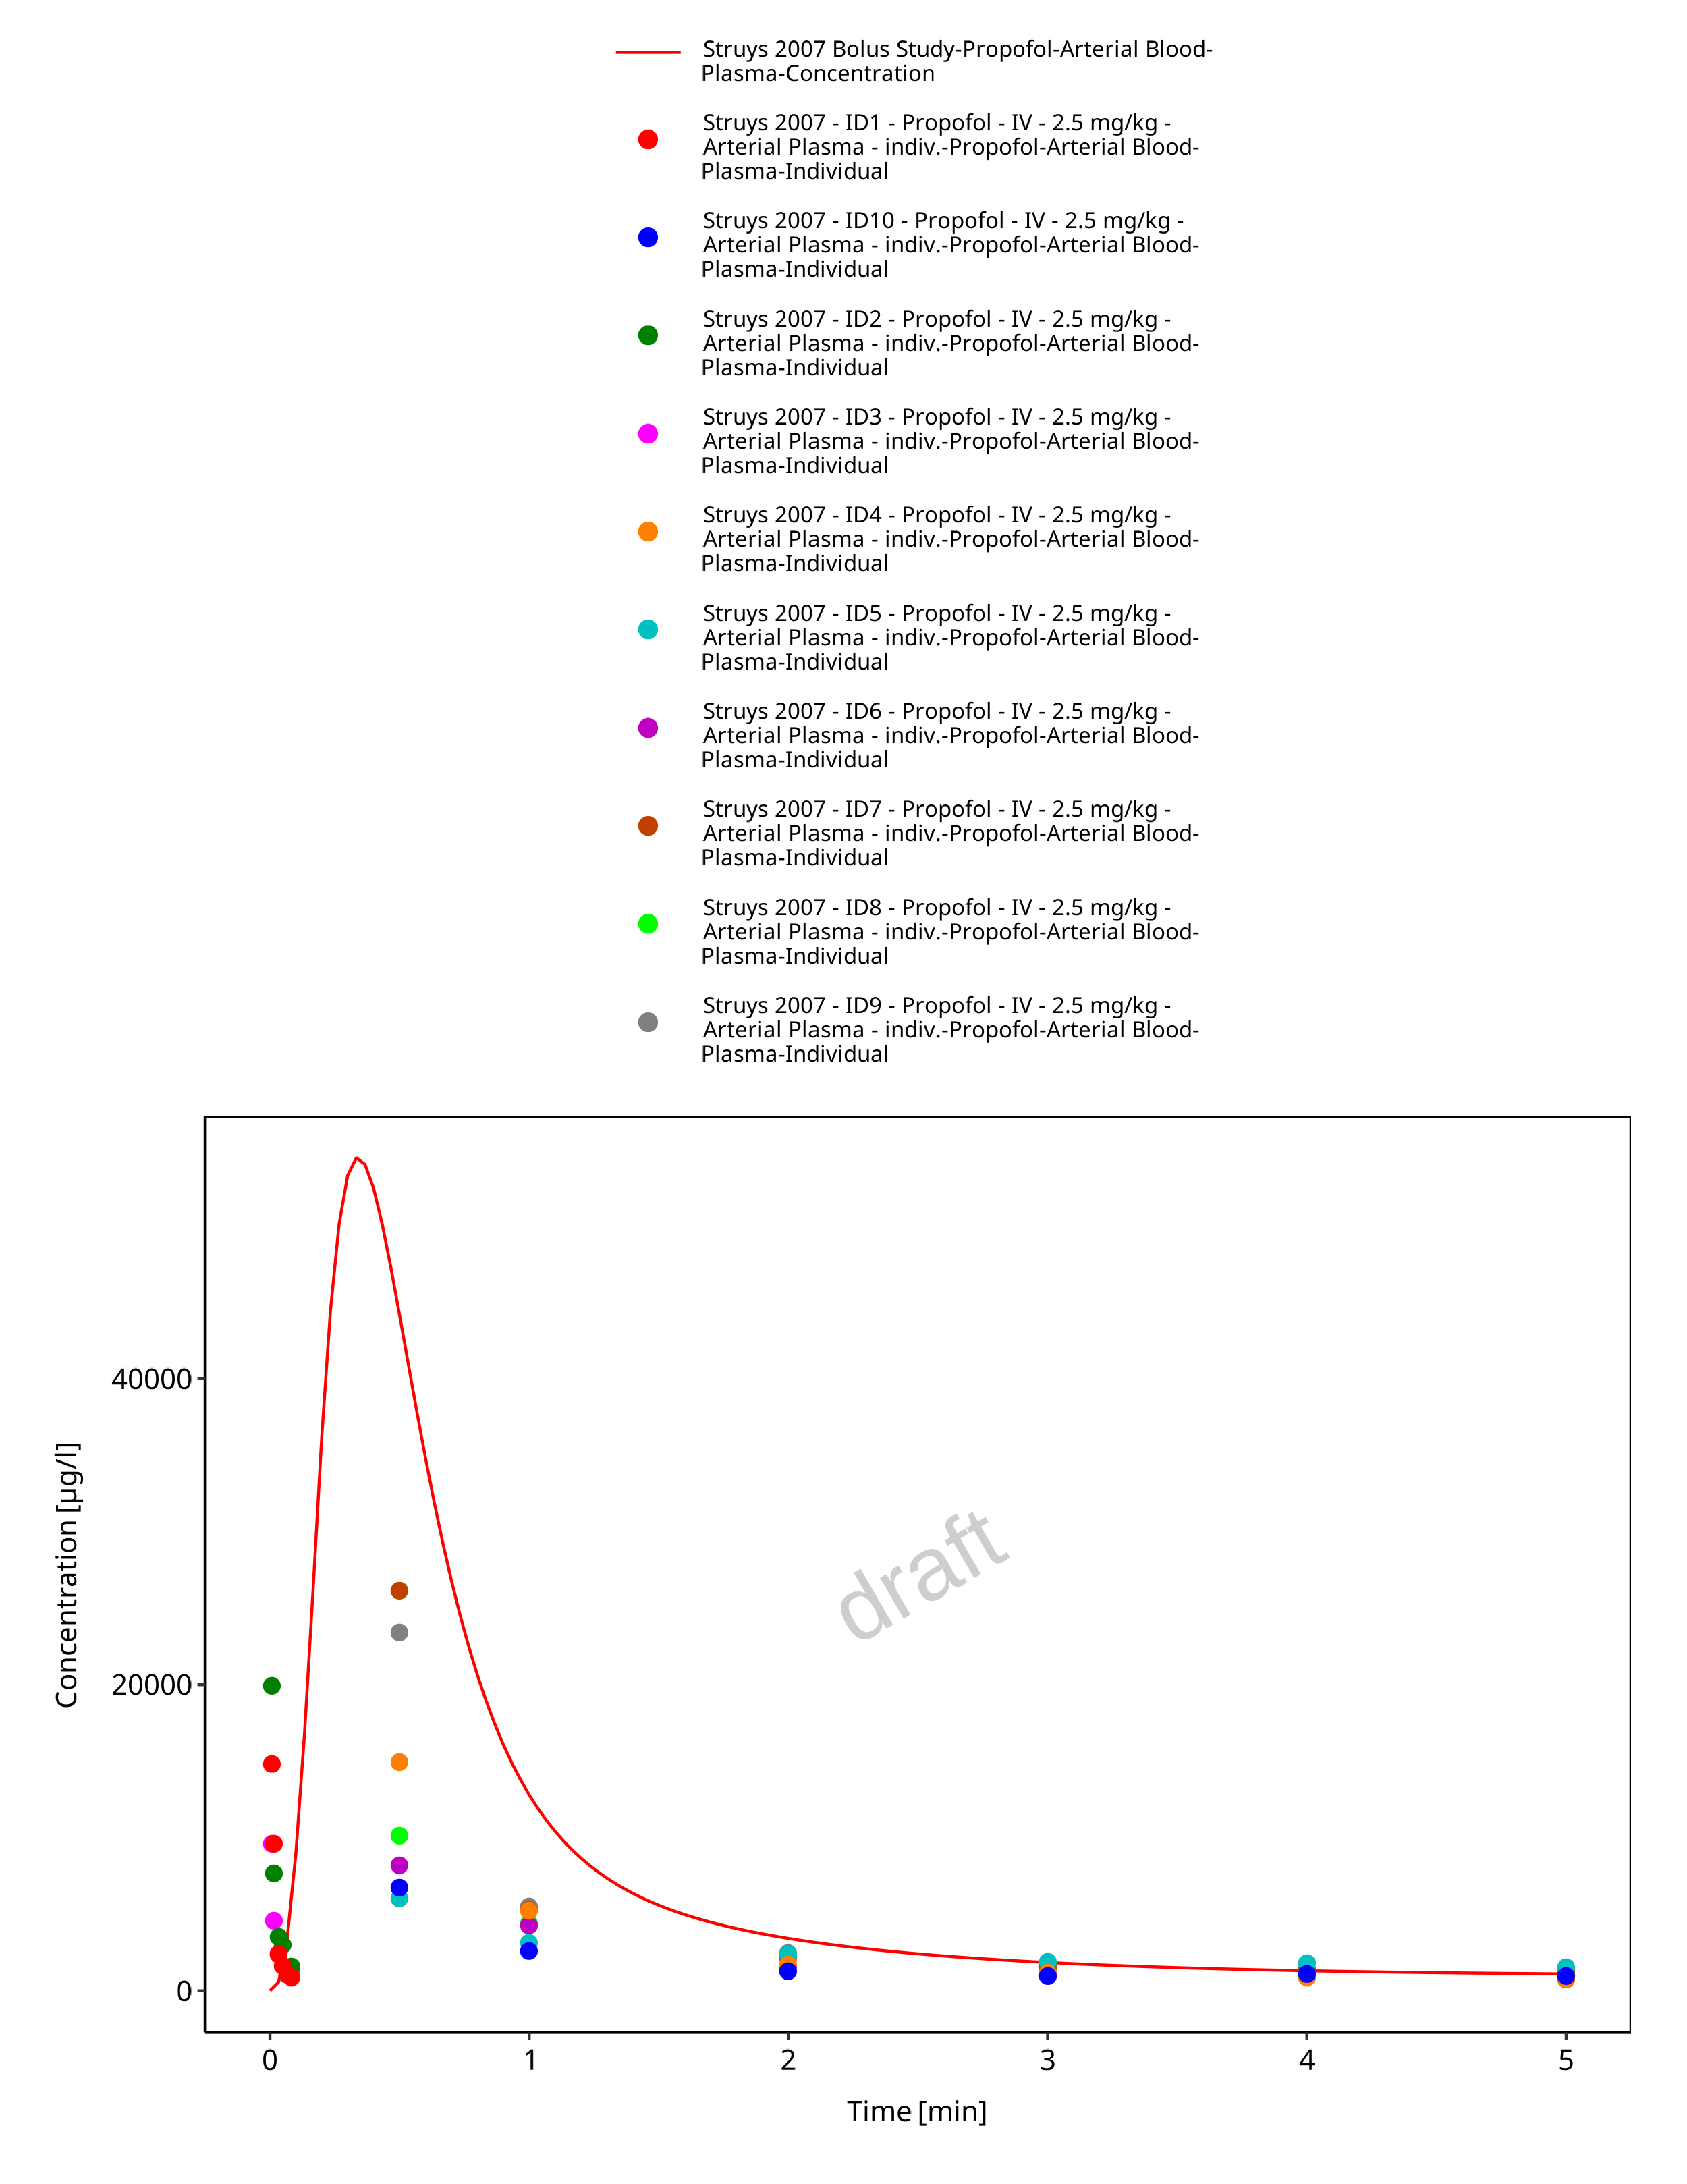 Struys 2007 Bolus Study-Propofol-Arterial Blood-
Plasma-Concentration
Struys 2007 - ID1 - Propofol - IV - 2.5 mg/kg -
Arterial Plasma - indiv.-Propofol-Arterial Blood-
Plasma-Individual
Struys 2007 - ID10 - Propofol - IV - 2.5 mg/kg -
Arterial Plasma - indiv.-Propofol-Arterial Blood-
Plasma-Individual
Struys 2007 - ID2 - Propofol - IV - 2.5 mg/kg -
Arterial Plasma - indiv.-Propofol-Arterial Blood-
Plasma-Individual
Struys 2007 - ID3 - Propofol - IV - 2.5 mg/kg -
Arterial Plasma - indiv.-Propofol-Arterial Blood-
Plasma-Individual
Struys 2007 - ID4 - Propofol - IV - 2.5 mg/kg -
Arterial Plasma - indiv.-Propofol-Arterial Blood-
Plasma-Individual
Struys 2007 - ID5 - Propofol - IV - 2.5 mg/kg -
Arterial Plasma - indiv.-Propofol-Arterial Blood-
Plasma-Individual
Struys 2007 - ID6 - Propofol - IV - 2.5 mg/kg -
Arterial Plasma - indiv.-Propofol-Arterial Blood-
Plasma-Individual
Struys 2007 - ID7 - Propofol - IV - 2.5 mg/kg -
Arterial Plasma - indiv.-Propofol-Arterial Blood-
Plasma-Individual
Struys 2007 - ID8 - Propofol - IV - 2.5 mg/kg -
Arterial Plasma - indiv.-Propofol-Arterial Blood-
Plasma-Individual
Struys 2007 - ID9 - Propofol - IV - 2.5 mg/kg -
Arterial Plasma - indiv.-Propofol-Arterial Blood-
Plasma-Individual
Concentration [µg/l]
40000
20000
0
draft
0 1 2 3 4 5
Time [min]